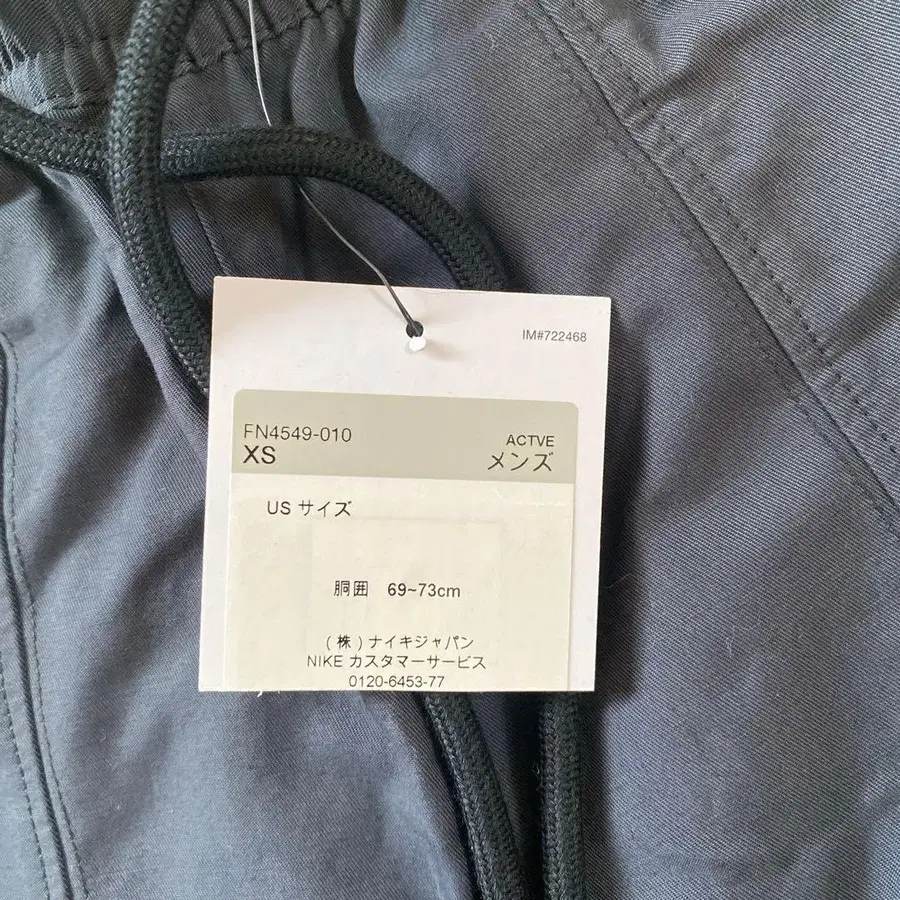 IM#722468
FN4549-010
XS
ACTVE
メンズ
US サイズ
胴囲 69~73cm
(株)ナイキジャパン
NIKE カスタマーサービス
0120-6453-77